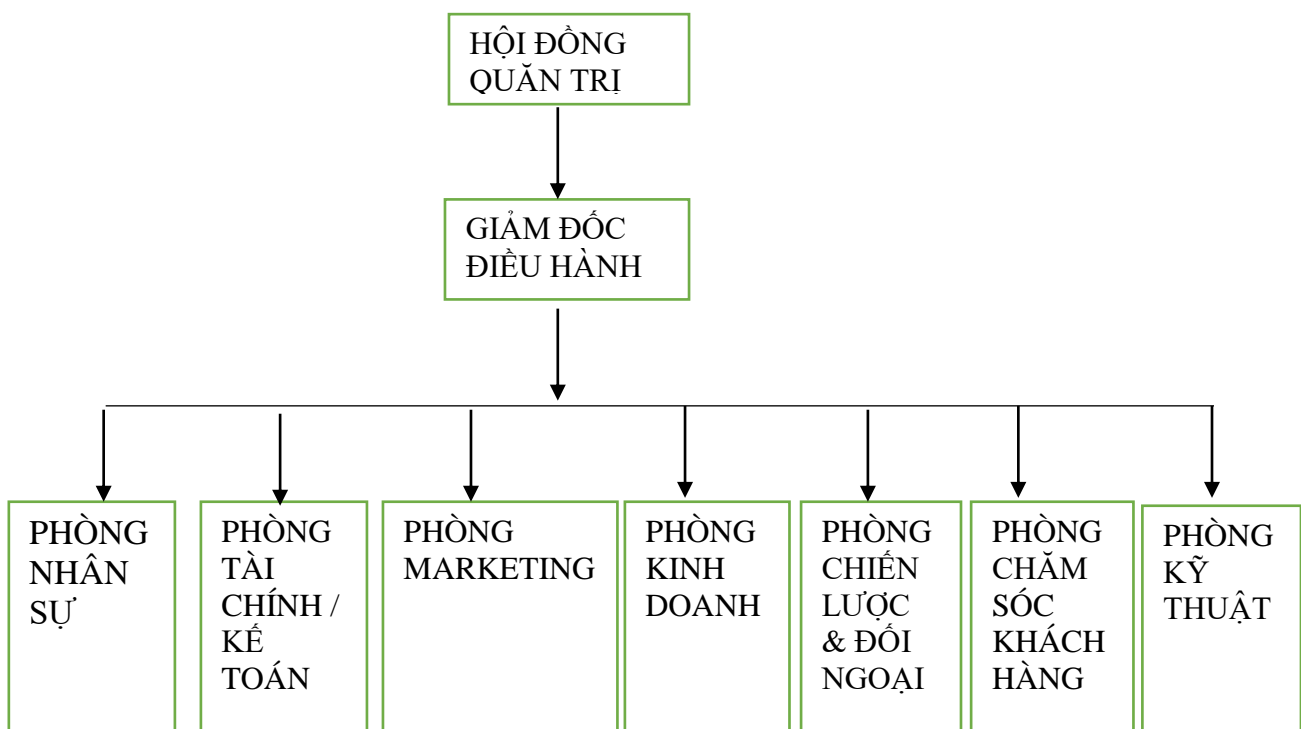 HỘI ĐỒNG
QUĂN TRỊ
GIẢM ĐỐC
ĐIỀU HÀNH
PHÒNG
NHÂN
SỰ
PHÒNG
TÀI
CHÍNH /
KẾ
TOÁN
PHÒNG
MARKETING
PHÒNG
KINH
DOANH
PHÒNG
CHIẾN
LƯỢC
& ĐỐI
NGOẠI
PHÒNG
CHĂM
SÓC
KHÁCH
HÀNG
PHÒNG
KỸ
THUẬT